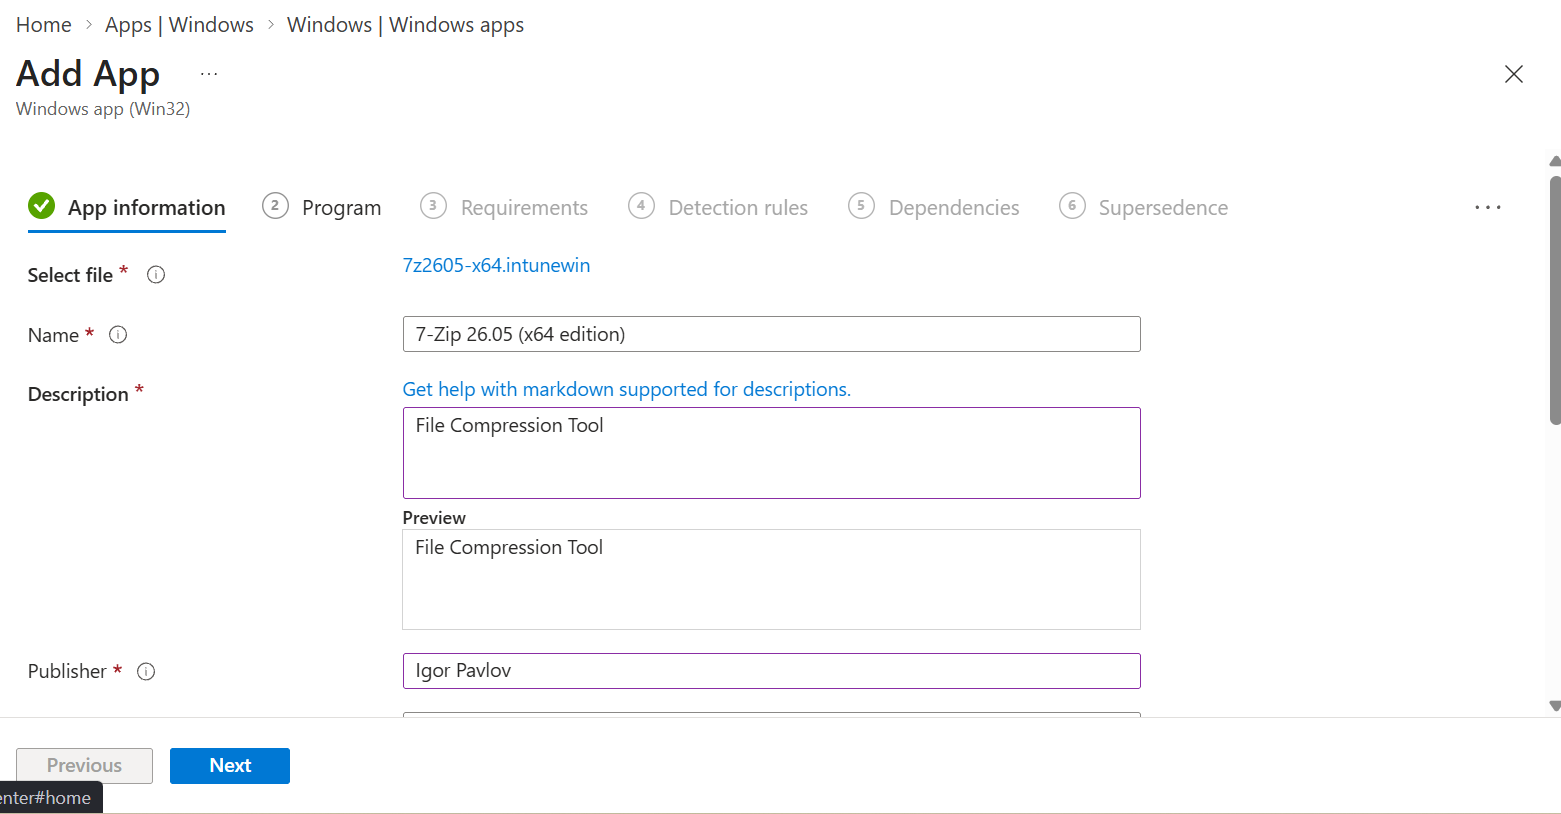 Home > Apps | Windows > Windows | Windows apps
Add App ...
Windows app (Win32)
App information 2 Program 3 Requirements 4 Detection rules 5 Dependencies 6 Supersedence ...
Select file *
7z2605-x64.intunewin
Name *
7-Zip 26.05 (x64 edition)
Description *
Get help with markdown supported for descriptions.
File Compression Tool
Preview
File Compression Tool
Publisher *
Igor Pavlov
Previous Next
enter#home